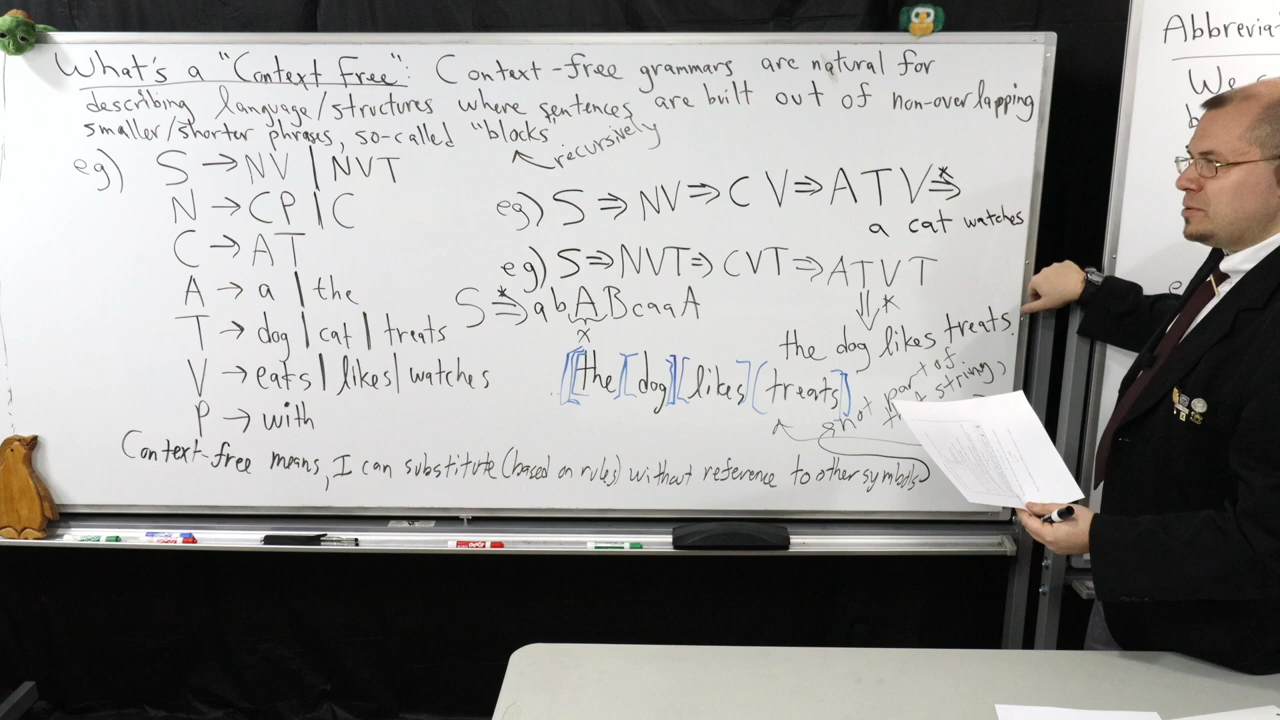 What's a "Context Free": Context-free grammars are natural for
describing language/structures where sentences are built out of non-overlapping
smaller/shorter phrases, so-called "blocks"
recursively
eg) S → NV | NVT
N → CP | C
C → AT
A → a | the
T → dog | cat | treats
V → eats | likes | watches
P → with
eg) S ⇒ NV ⇒ CV ⇒ ATV ⇒*
a cat watches
eg) S ⇒ NVT ⇒ CVT ⇒ ATVT
⇓*
the dog likes treats.
S ⇒* abABcaaA
x
[[the][dog]][likes][treats]
not part of
the string
Context-free means, I can substitute (based on rules) without reference to other symbols
Abbrevia
We
b
e